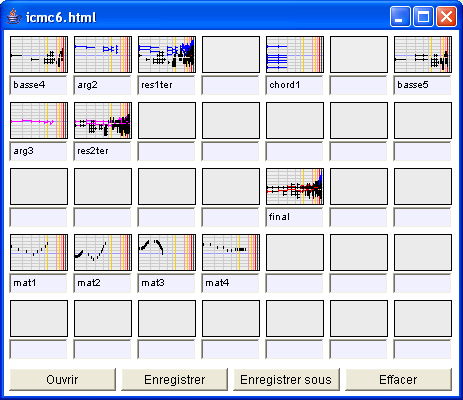 icmc6.html
basse4 arg2 res1ter chord1 basse5
arg3 res2ter
final
mat1 mat2 mat3 mat4
Ouvrir Enregistrer Enregistrer sous Effacer